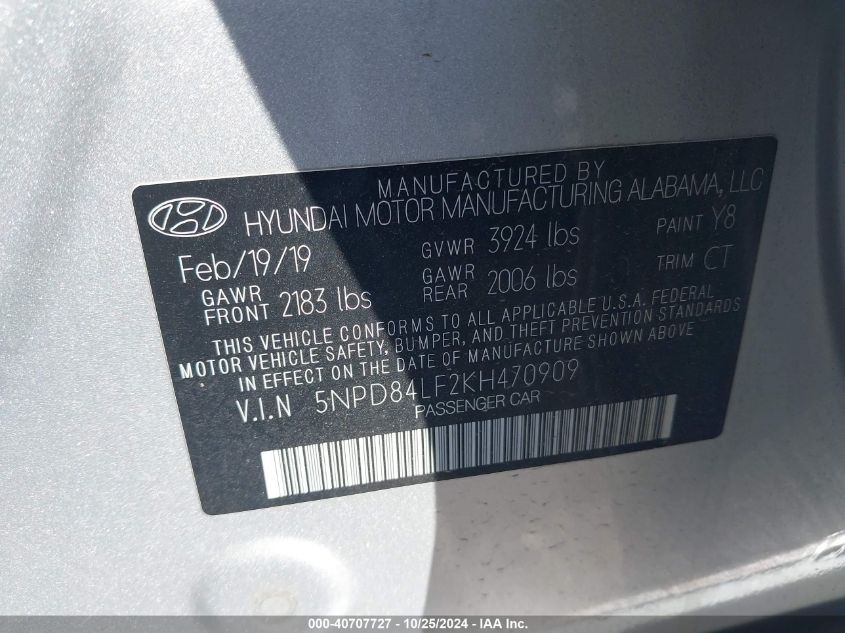 MANUFACTURED BY
HYUNDAI MOTOR MANUFACTURING ALABAMA, LLC
Feb/19/19 GVWR 3924 lbs PAINT Y8
GAWR FRONT 2183 lbs GAWR REAR 2006 lbs TRIM CT
THIS VEHICLE CONFORMS TO ALL APPLICABLE U.S.A. FEDERAL
MOTOR VEHICLE SAFETY, BUMPER, AND THEFT PREVENTION STANDARDS
IN EFFECT ON THE DATE OF MANUFACTURE SHOWN ABOVE
V.I.N 5NPD84LF2KH470909
PASSENGER CAR
000-40707727 - 10/25/2024 - IAA Inc.